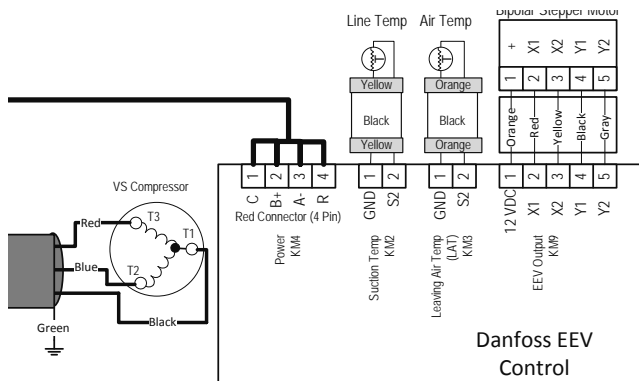 Line Temp
Air Temp
Bipolar Stepper Motor
+
X1
X2
Y1
Y2
1 2 3 4 5
Yellow
Orange
Black
Black
Yellow
Orange
Orange
Red
Yellow
Black
Gray
1 2 3 4
1 2
1 2
1 2 3 4 5
C
B+
A-
R
GND
S2
GND
S2
12 VDC
X1
X2
Y1
Y2
Red Connector (4 Pin)
Power
KM4
Suction Temp
KM2
Leaving Air Temp
(LAT)
KM3
EEV Output
KM9
VS Compressor
Red
T3
T1
Blue
T2
Black
Green
Danfoss EEV
Control